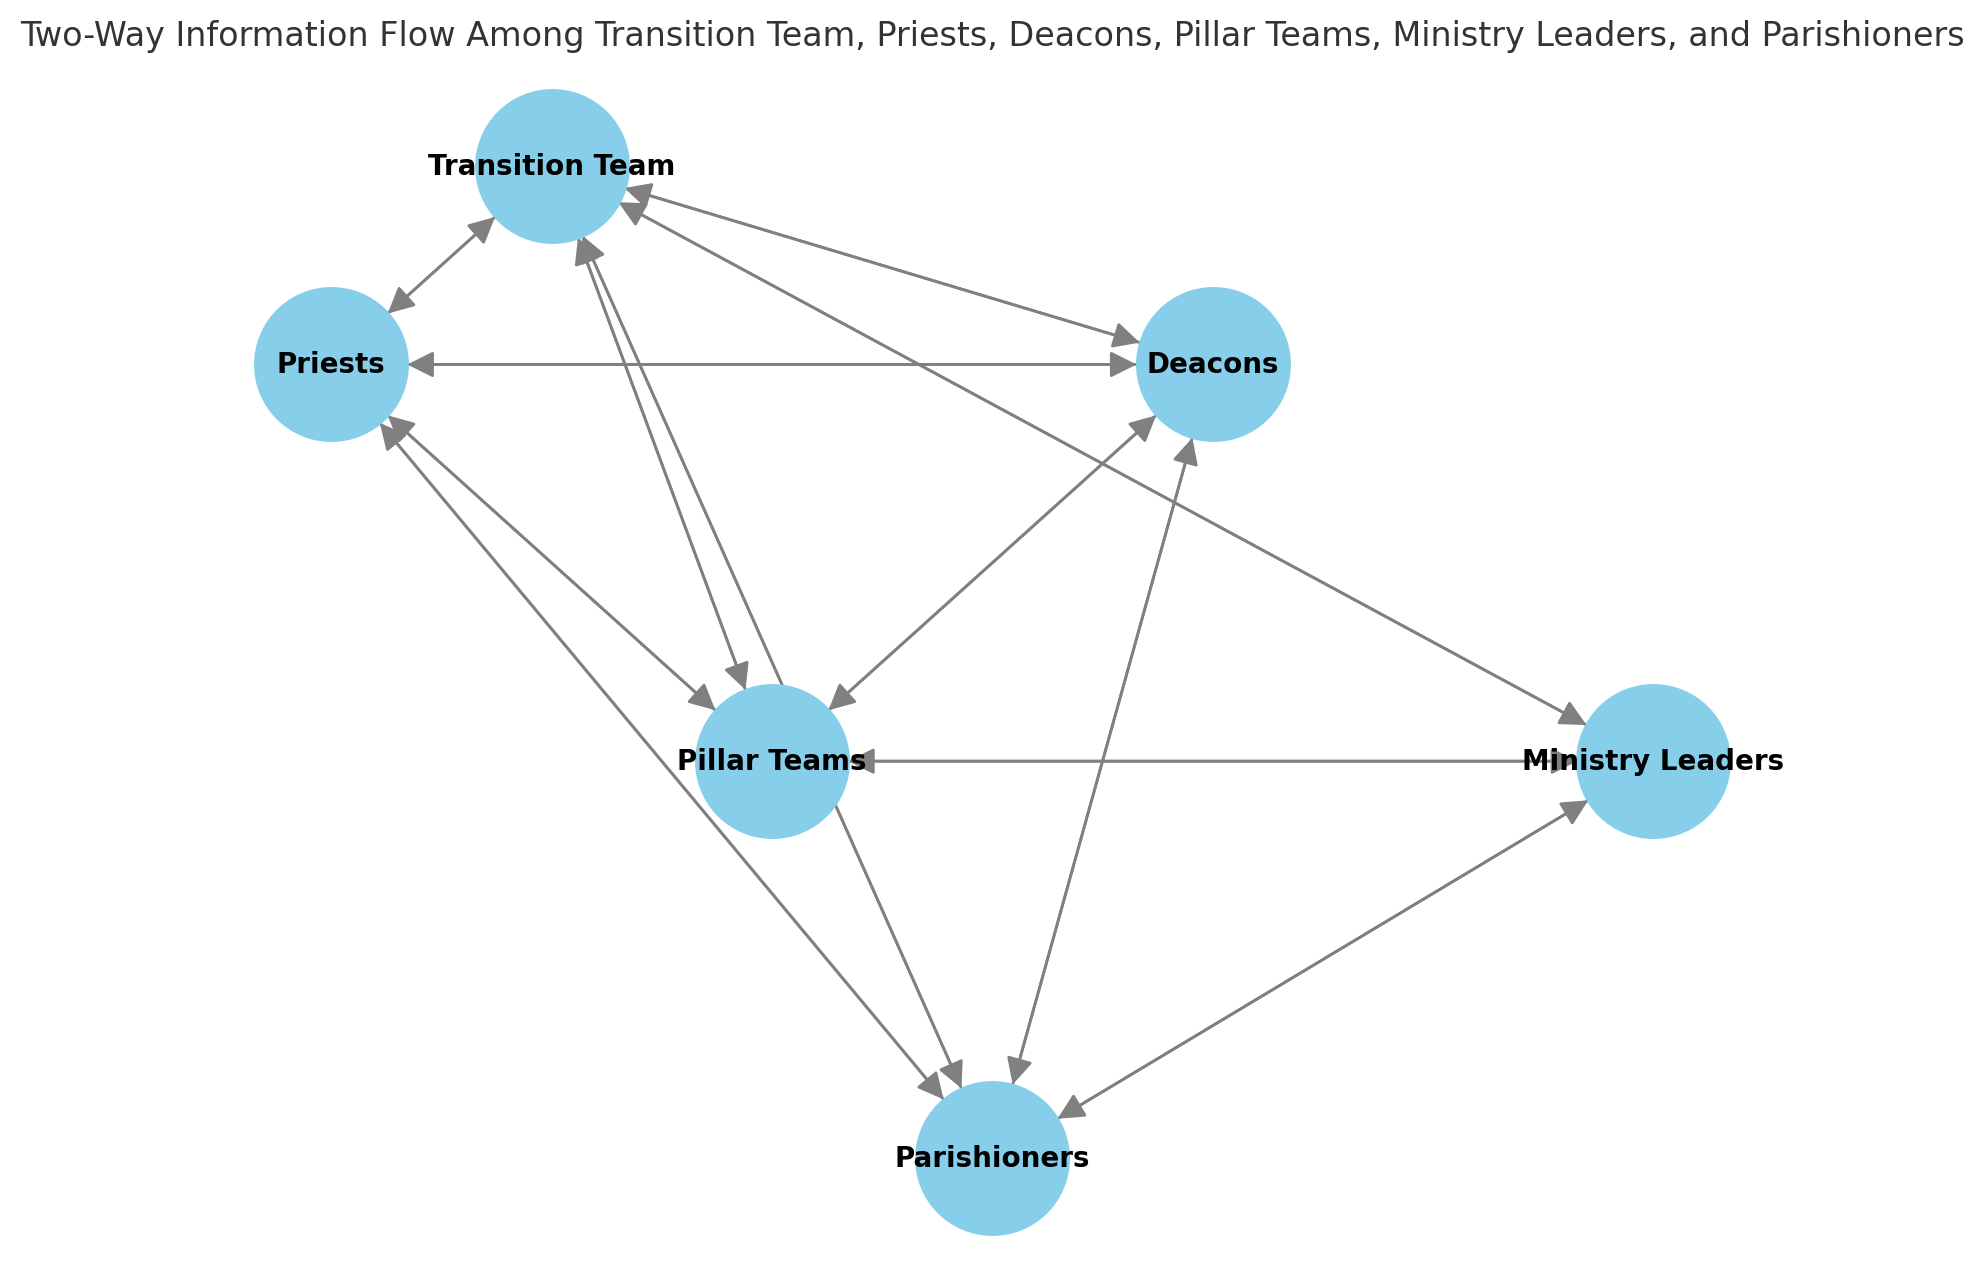 Two-Way Information Flow Among Transition Team, Priests, Deacons, Pillar Teams, Ministry Leaders, and Parishioners
Transition Team
Priests
Deacons
Pillar Teams
Ministry Leaders
Parishioners